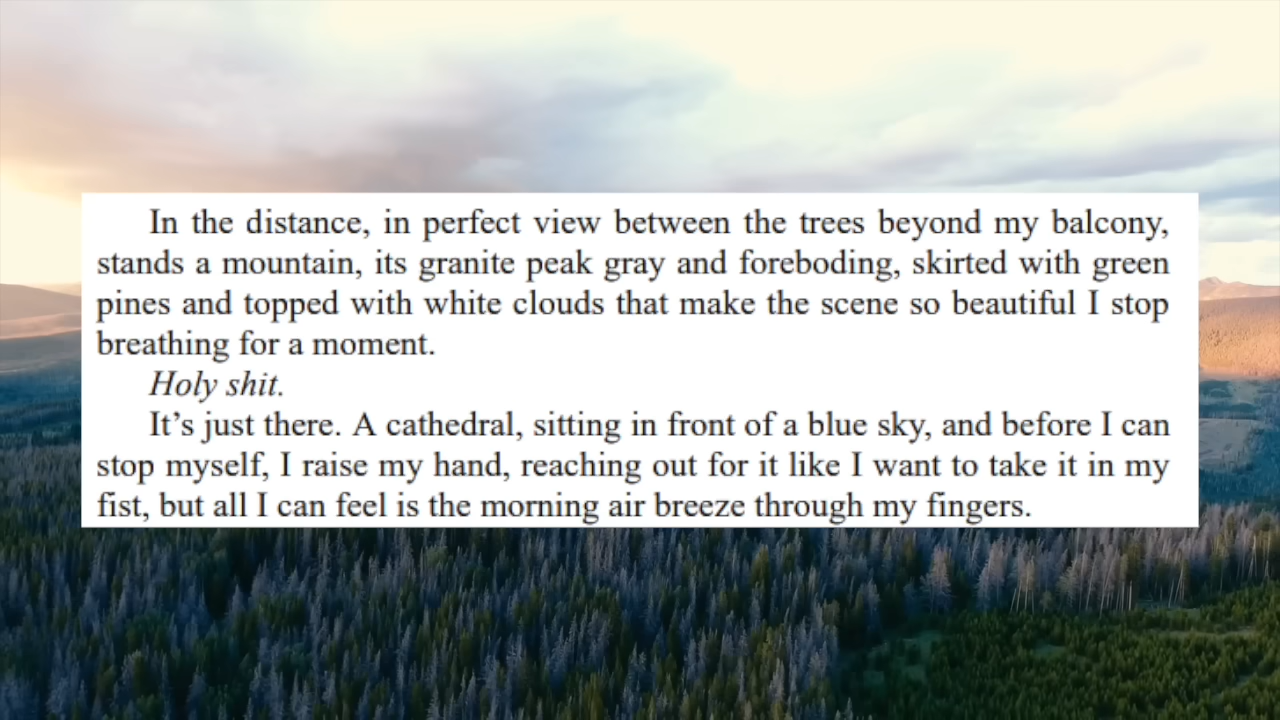 In the distance, in perfect view between the trees beyond my balcony,
stands a mountain, its granite peak gray and foreboding, skirted with green
pines and topped with white clouds that make the scene so beautiful I stop
breathing for a moment.
Holy shit.
It’s just there. A cathedral, sitting in front of a blue sky, and before I can
stop myself, I raise my hand, reaching out for it like I want to take it in my
fist, but all I can feel is the morning air breeze through my fingers.